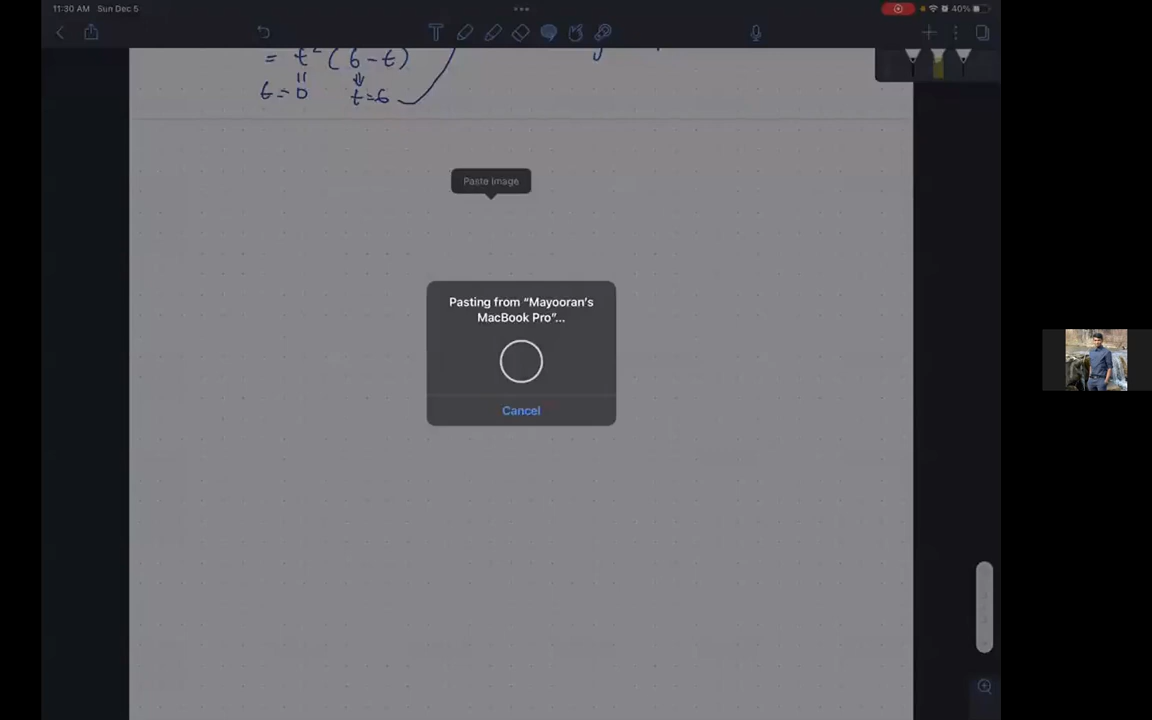 11:30 AM Sun Dec 5
40%
= t² (6-t)
t=0 t=6
Paste Image
Pasting from “Mayooran’s
MacBook Pro”...
Cancel